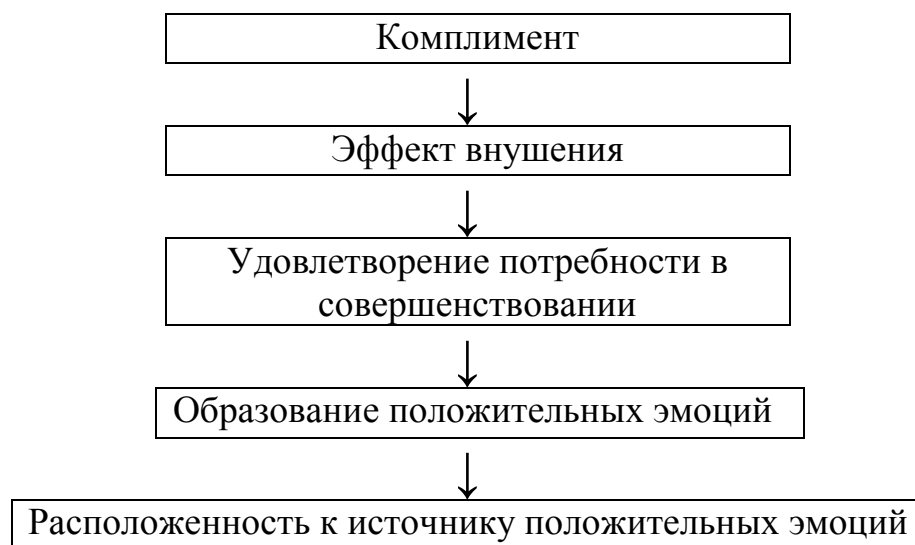 Комплимент
Эффект внушения
Удовлетворение потребности в
совершенствовании
Образование положительных эмоций
Расположенность к источнику положительных эмоций